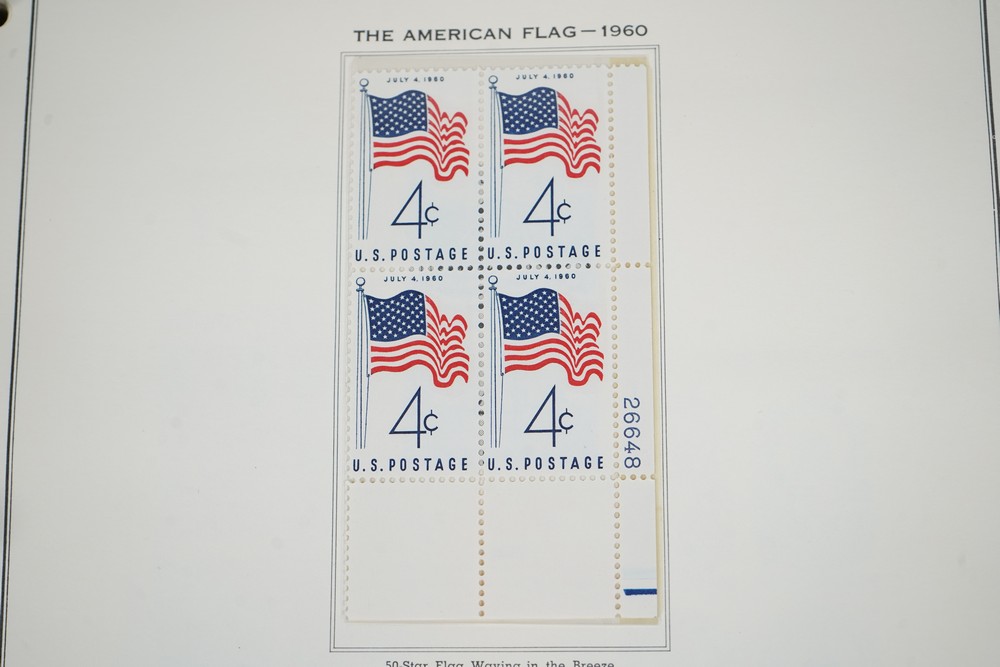 THE AMERICAN FLAG—1960
JULY 4, 1960
JULY 4, 1960
4¢
4¢
U.S. POSTAGE
U.S. POSTAGE
JULY 4, 1960
JULY 4, 1960
4¢
4¢
U.S. POSTAGE
U.S. POSTAGE
26648
50-Star Flag Waving in the Breeze